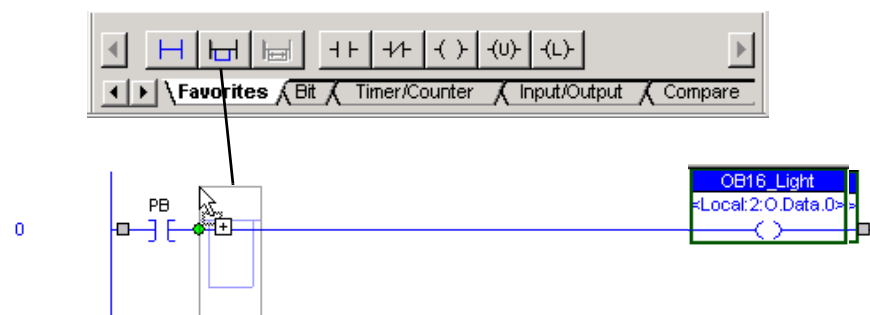 (U) (L)
Favorites Bit Timer/Counter Input/Output Compare
OB16_Light
PB <Local:2:O.Data.0>
0